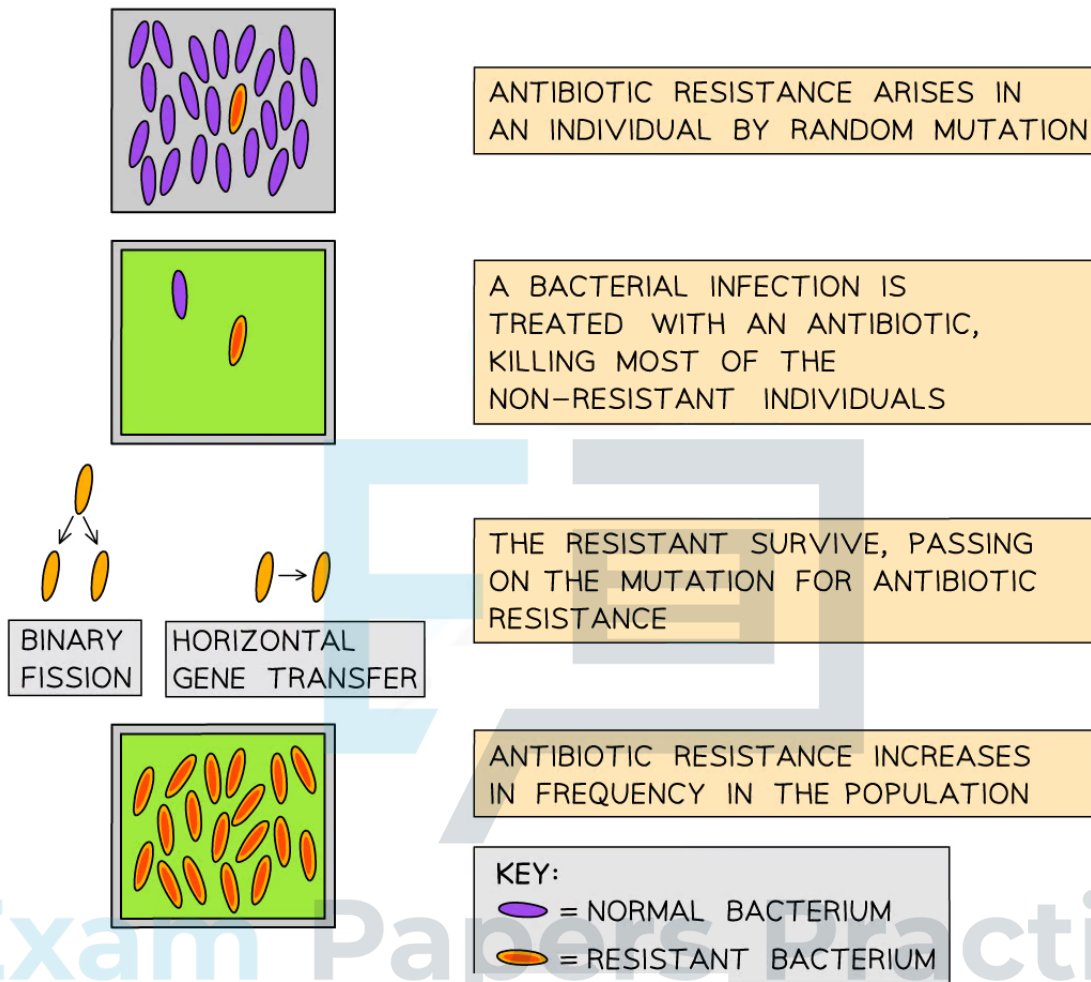 ANTIBIOTIC RESISTANCE ARISES IN
AN INDIVIDUAL BY RANDOM MUTATION
A BACTERIAL INFECTION IS
TREATED WITH AN ANTIBIOTIC,
KILLING MOST OF THE
NON-RESISTANT INDIVIDUALS
THE RESISTANT SURVIVE, PASSING
ON THE MUTATION FOR ANTIBIOTIC
RESISTANCE
BINARY
FISSION
HORIZONTAL
GENE TRANSFER
ANTIBIOTIC RESISTANCE INCREASES
IN FREQUENCY IN THE POPULATION
KEY:
= NORMAL BACTERIUM
= RESISTANT BACTERIUM
Exam Papers Practi